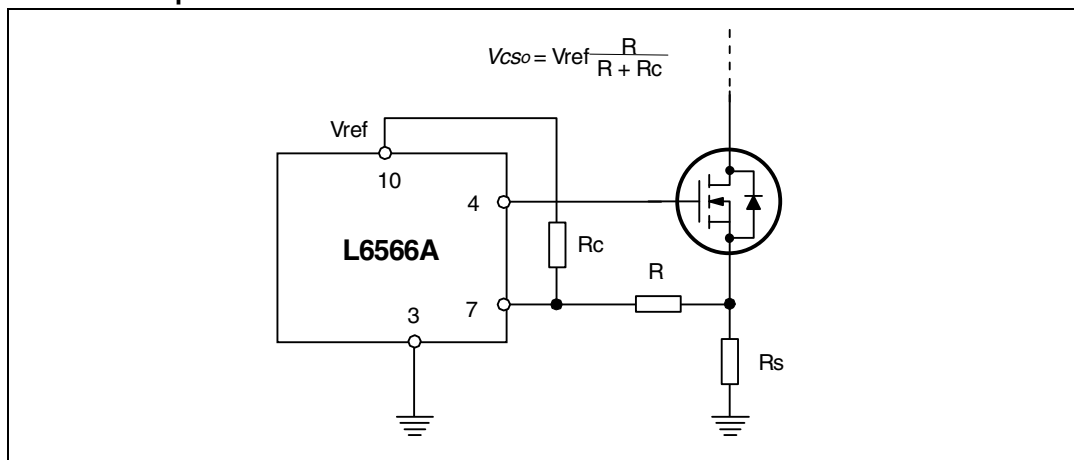 Vcso = Vref R
R + Rc
Vref
10
4
L6566A
Rc
R
7
3
Rs